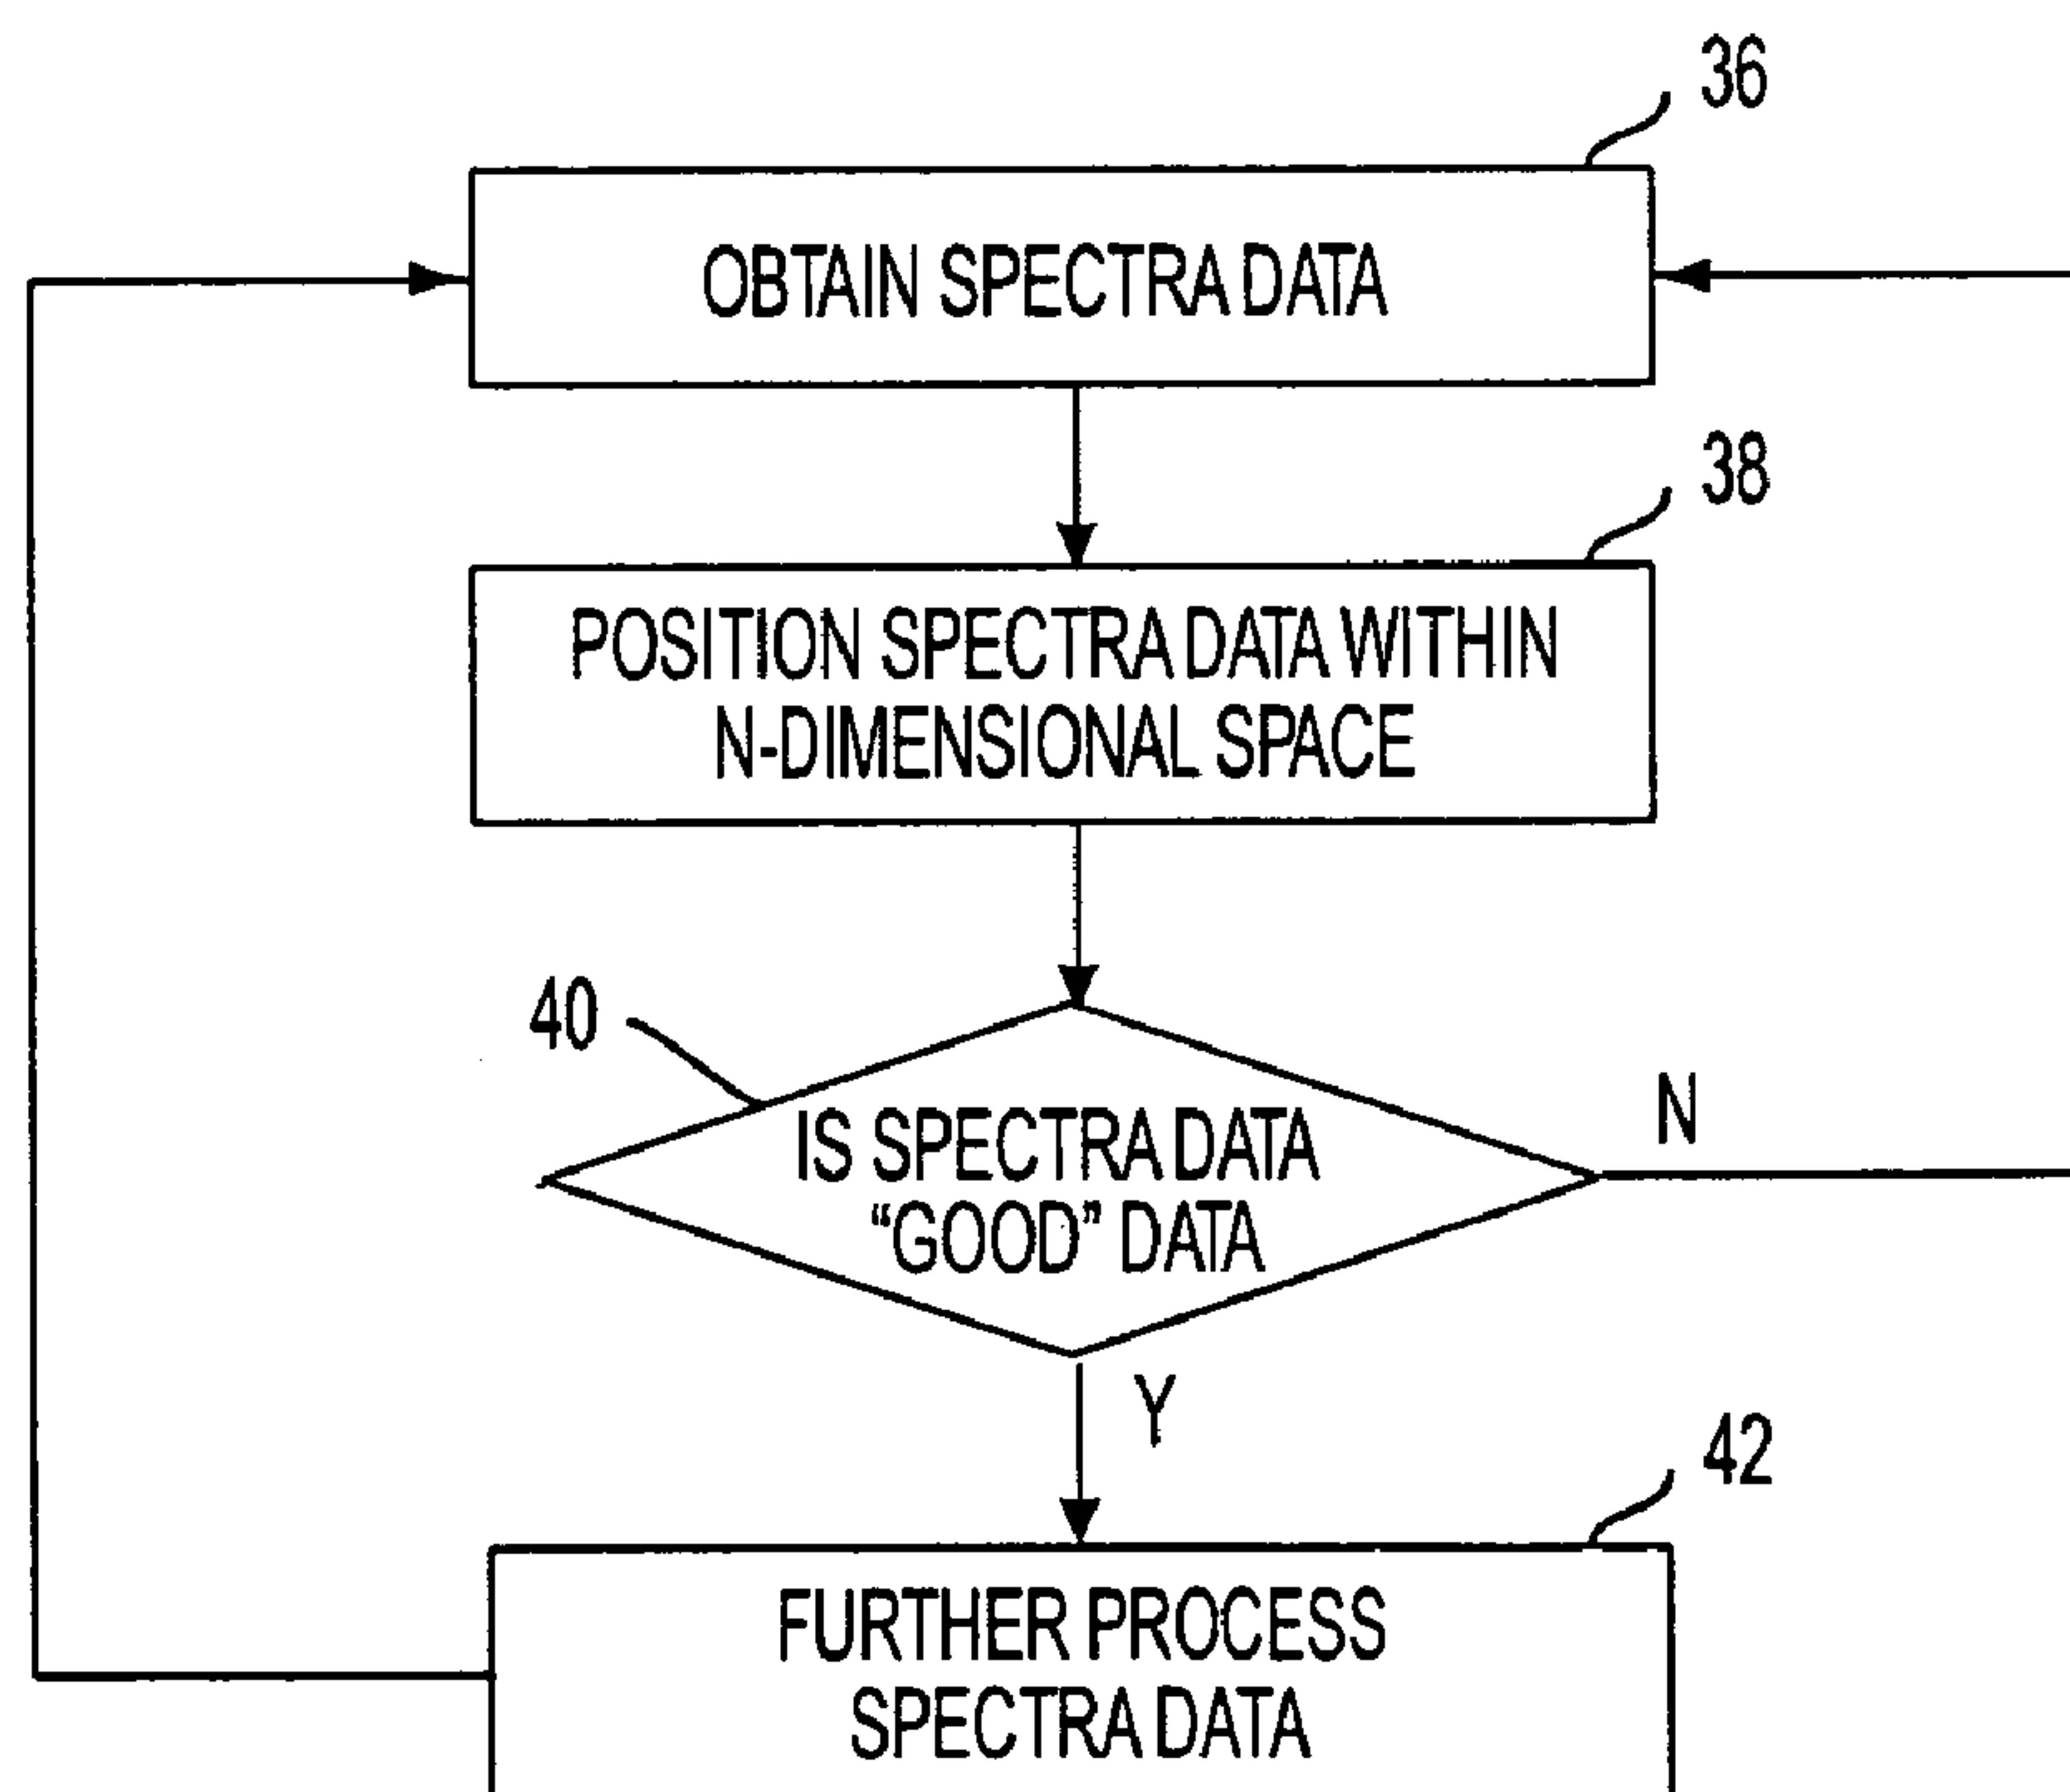 36
OBTAIN SPECTRA DATA
38
POSITION SPECTRA DATA WITHIN
N-DIMENSIONAL SPACE
40
IS SPECTRA DATA
“GOOD” DATA
N
Y
42
FURTHER PROCESS
SPECTRA DATA